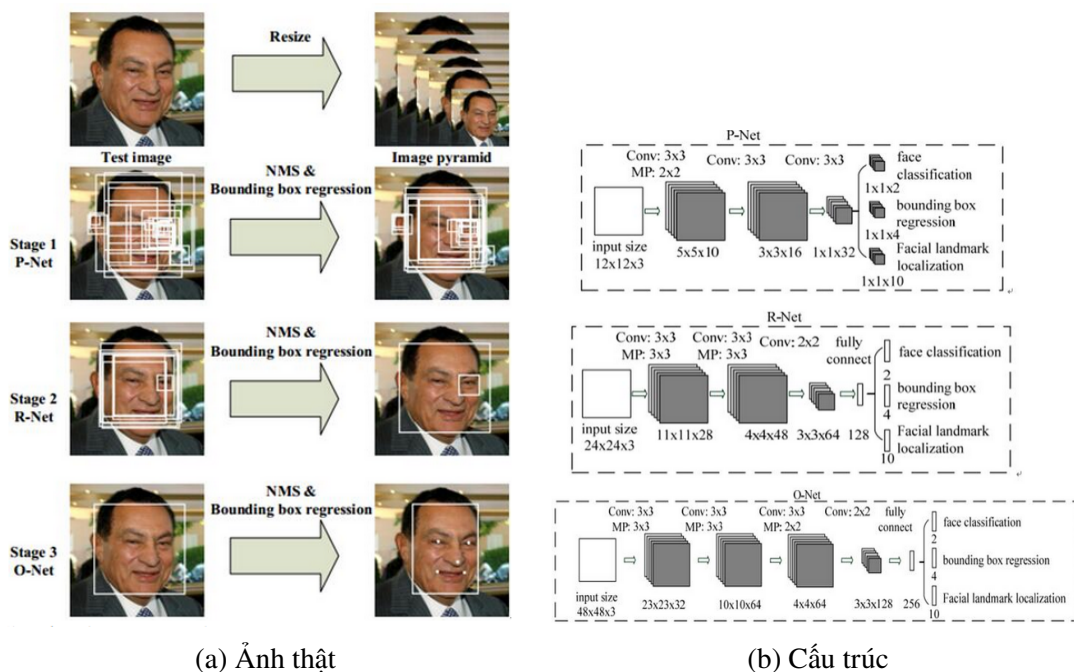 Resize
Test image
Image pyramid
Stage 1
P-Net
NMS &
Bounding box regression
Stage 2
R-Net
NMS &
Bounding box regression
Stage 3
O-Net
NMS &
Bounding box regression
(a) Ảnh thật
P-Net
Conv: 3x3
MP: 2x2
Conv: 3x3
Conv: 3x3
input size
12x12x3
5x5x10
3x3x16
1x1x32
face
classification
1x1x2
bounding box
regression
1x1x4
Facial landmark
localization
1x1x10
R-Net
Conv: 3x3
MP: 3x3
Conv: 3x3
MP: 3x3
Conv: 2x2
fully
connect
input size
24x24x3
11x11x28
4x4x48
3x3x64
128
face classification
2
bounding box
regression
4
Facial landmark
localization
10
O-Net
Conv: 3x3
MP: 3x3
Conv: 3x3
MP: 3x3
Conv: 3x3
MP: 2x2
Conv: 2x2
fully
connect
input size
48x48x3
23x23x32
10x10x64
4x4x64
3x3x128
256
face classification
2
bounding box regression
4
Facial landmark localization
10
(b) Cấu trúc